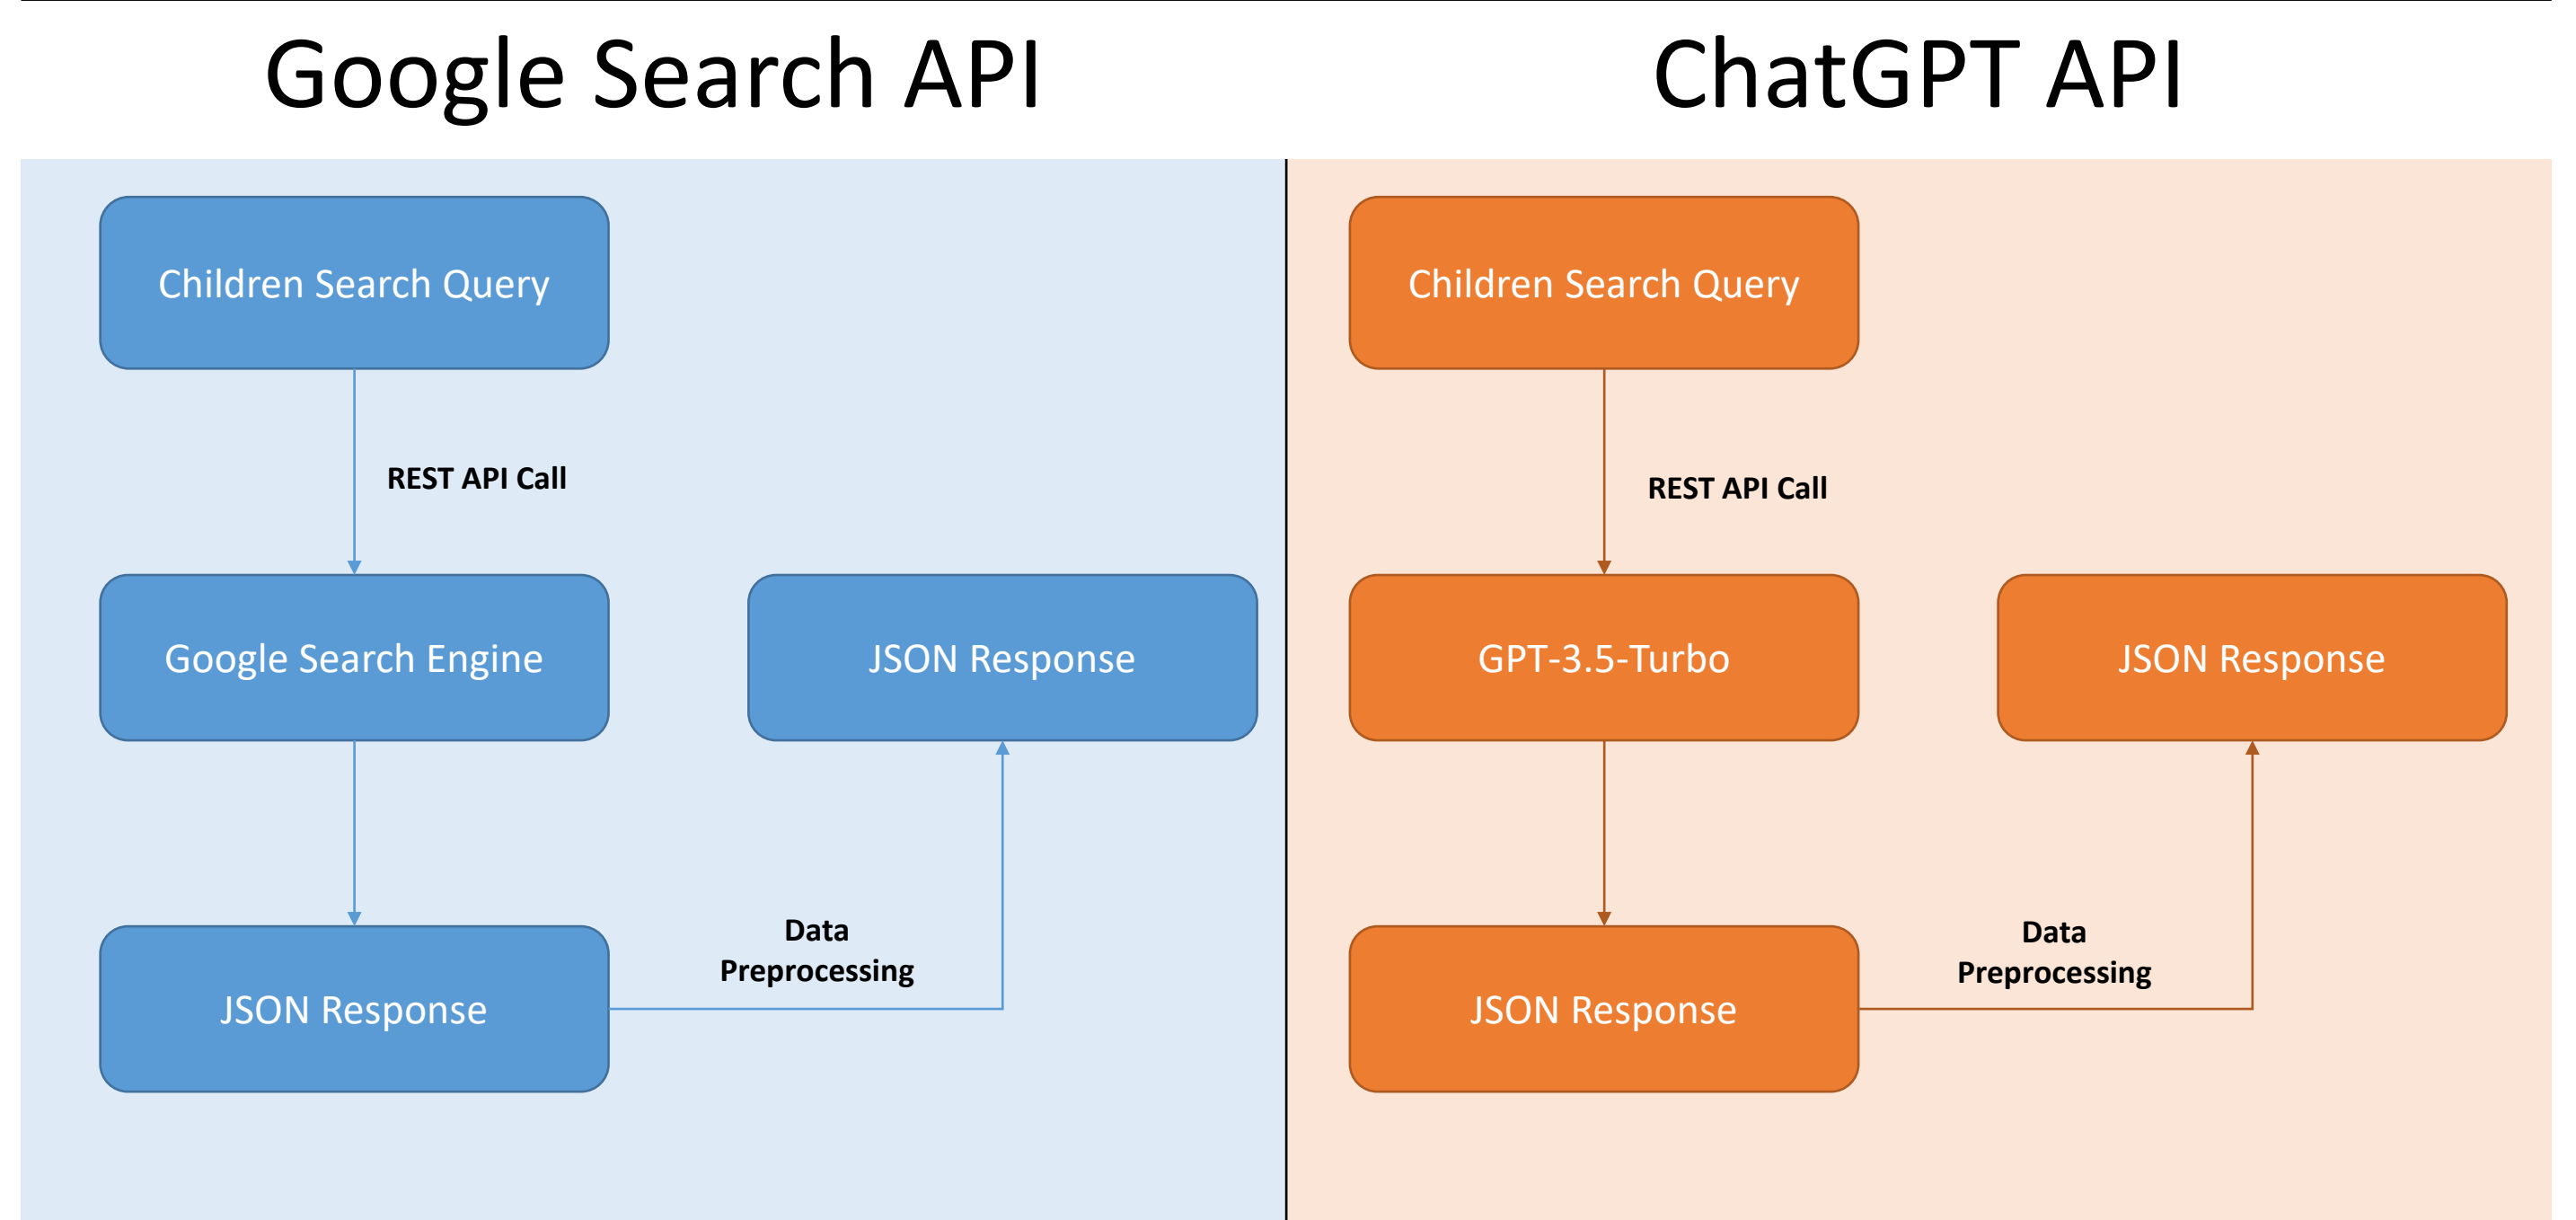 Google Search API
ChatGPT API
Children Search Query
REST API Call
Google Search Engine
JSON Response
Data
Preprocessing
JSON Response
Children Search Query
REST API Call
GPT-3.5-Turbo
JSON Response
Data
Preprocessing
JSON Response